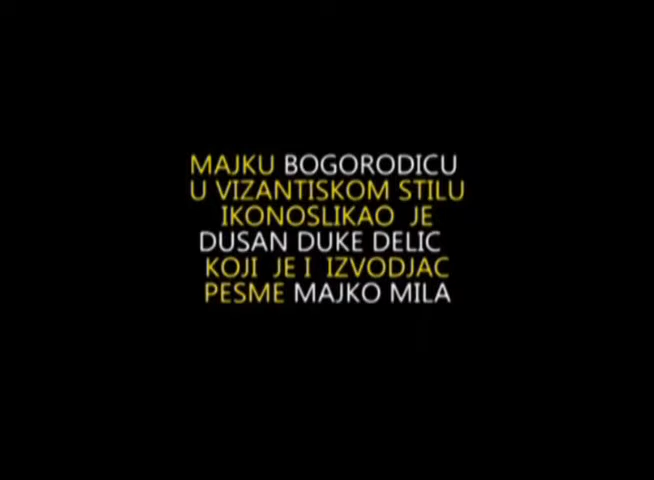 MAJKU BOGORODICU
U VIZANTISKOM STILU
IKONOSLIKAO JE
DUSAN DUKE DELIC
KOJI JE I IZVODJAC
PESME MAJKO MILA